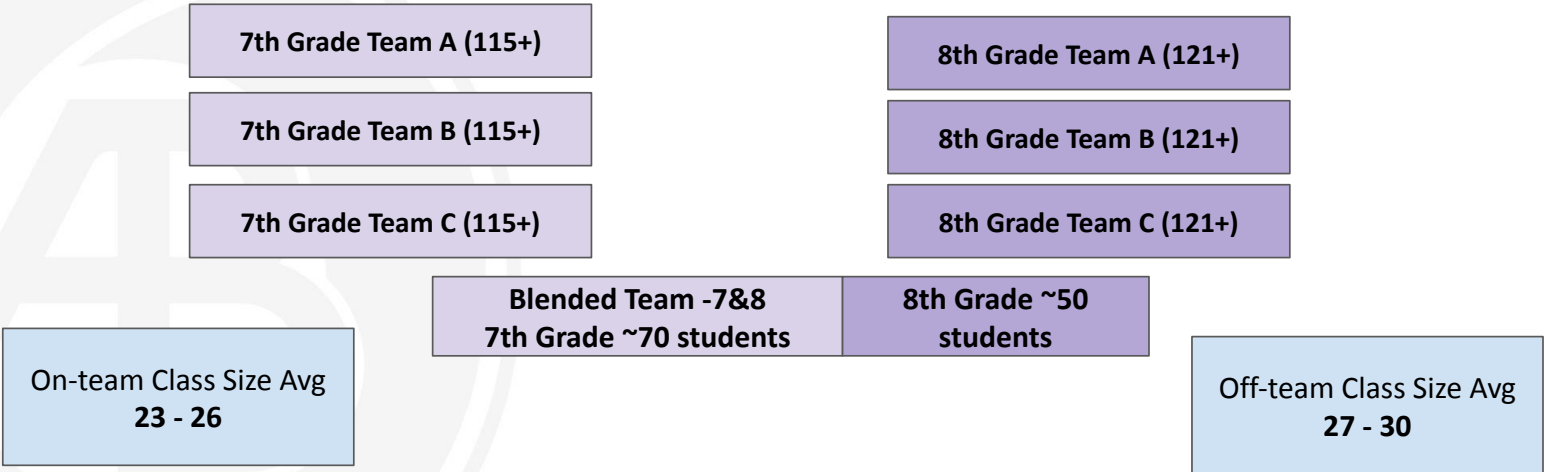 7th Grade Team A (115+)
8th Grade Team A (121+)
7th Grade Team B (115+)
8th Grade Team B (121+)
7th Grade Team C (115+)
8th Grade Team C (121+)
Blended Team -7&8
7th Grade ~70 students
8th Grade ~50
students
On-team Class Size Avg
23 - 26
Off-team Class Size Avg
27 - 30